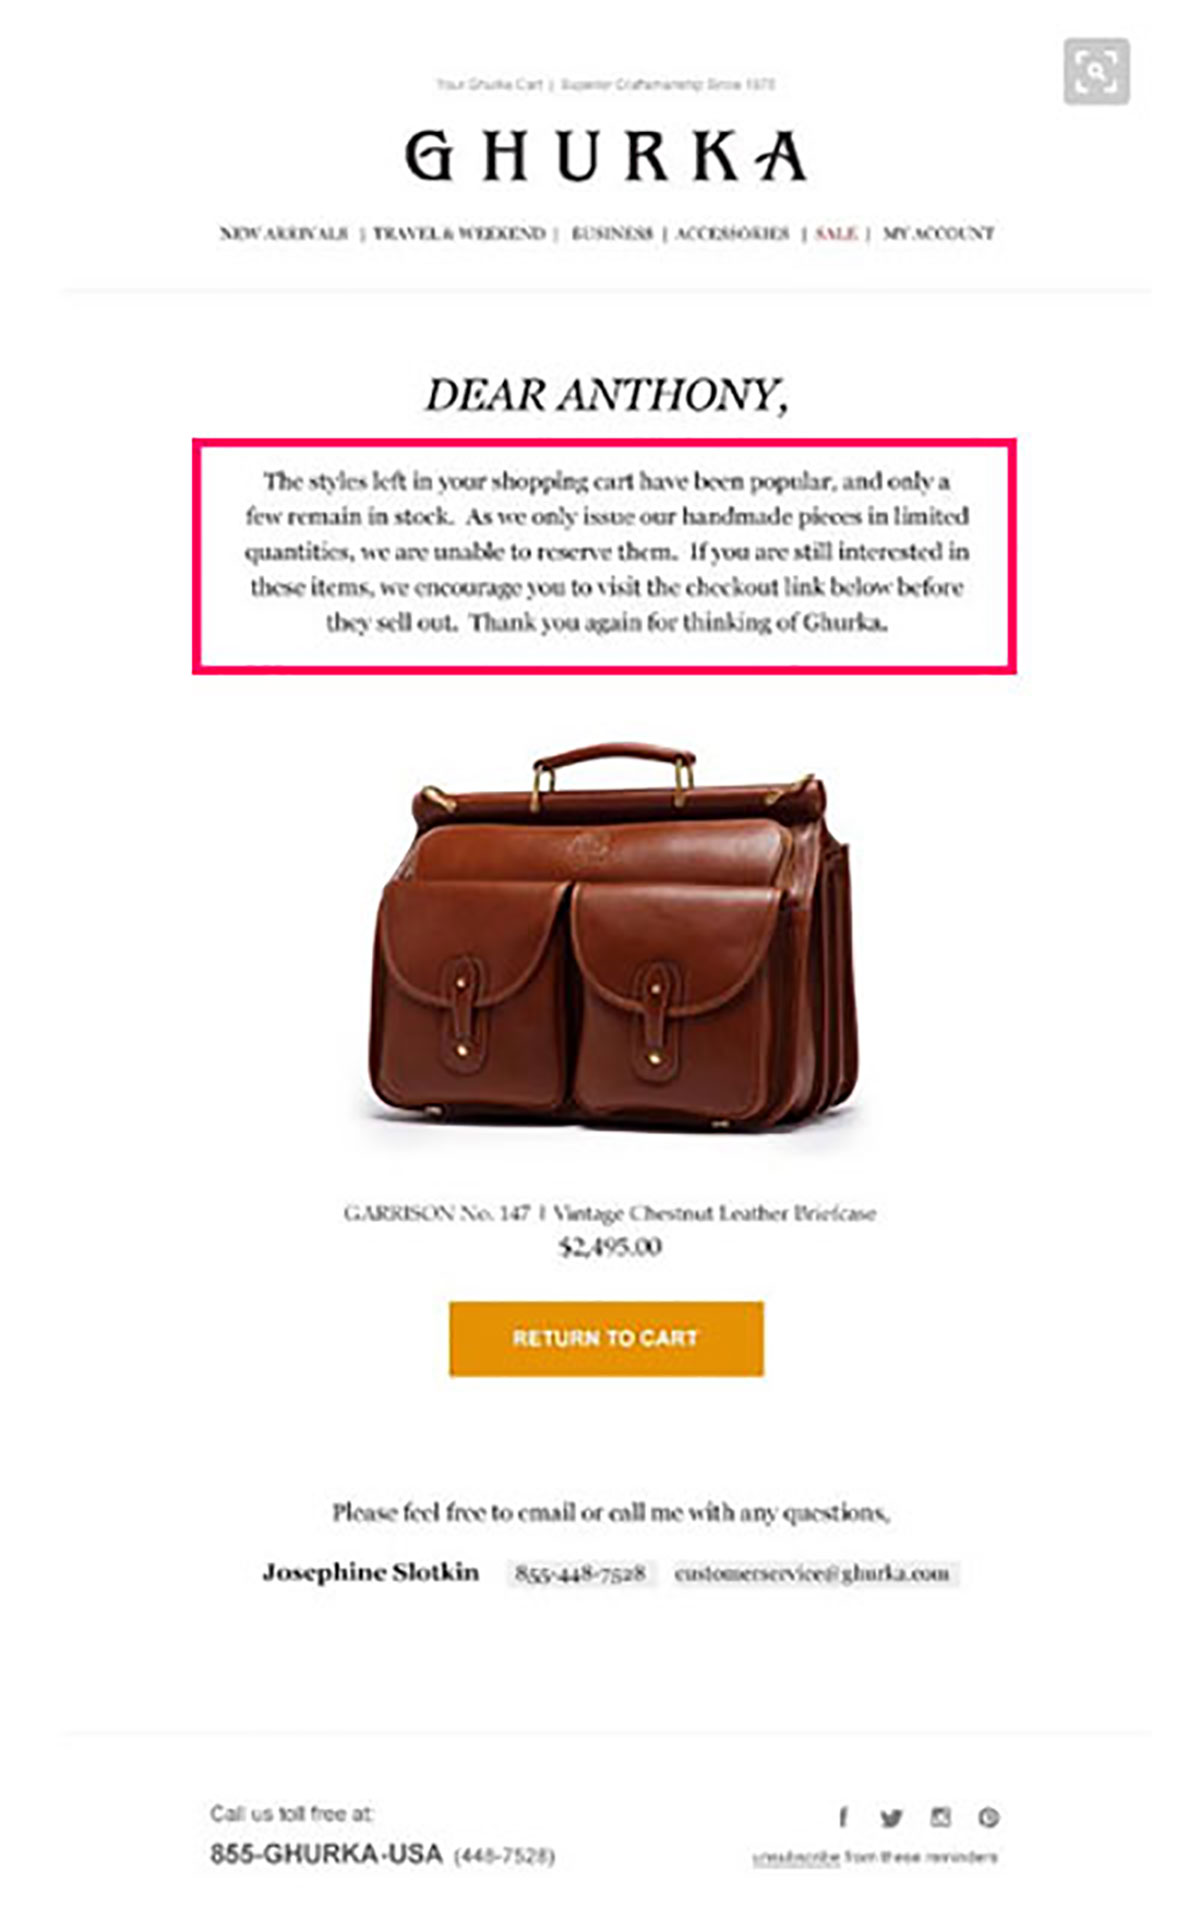 Your Ghurka Cart | Superior Craftsmanship Since 1975
GHURKA
NEW ARRIVALS | TRAVEL & WEEKEND | BUSINESS | ACCESSORIES | SALE | MY ACCOUNT
DEAR ANTHONY,
The styles left in your shopping cart have been popular, and only a
few remain in stock. As we only issue our handmade pieces in limited
quantities, we are unable to reserve them. If you are still interested in
these items, we encourage you to visit the checkout link below before
they sell out. Thank you again for thinking of Ghurka.
GARRISON No. 147 | Vintage Chestnut Leather Briefcase
$2,495.00
RETURN TO CART
Please feel free to email or call me with any questions,
Josephine Slotkin 855-448-7528 customerservice@ghurka.com
Call us toll free at:
855-GHURKA-USA (448-7528)
unsubscribe from these reminders